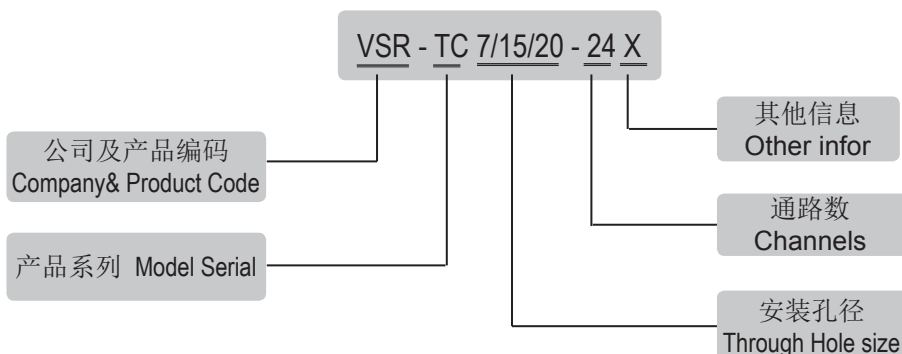 VSR - TC 7/15/20 - 24 X
公司及产品编码
Company& Product Code
产品系列 Model Serial
其他信息
Other infor
通路数
Channels
安装孔径
Through Hole size